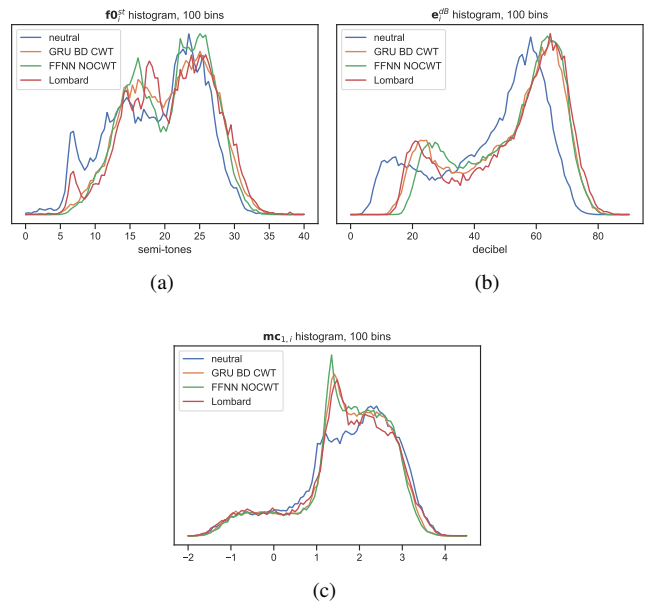 f0ᵢˢᵗ histogram, 100 bins
neutral
GRU BD CWT
FFNN NOCWT
Lombard
0 5 10 15 20 25 30 35 40
semi-tones
(a)
eᵢᵈᴮ histogram, 100 bins
neutral
GRU BD CWT
FFNN NOCWT
Lombard
0 20 40 60 80
decibel
(b)
mc₁,ᵢ histogram, 100 bins
neutral
GRU BD CWT
FFNN NOCWT
Lombard
-2 -1 0 1 2 3 4
(c)